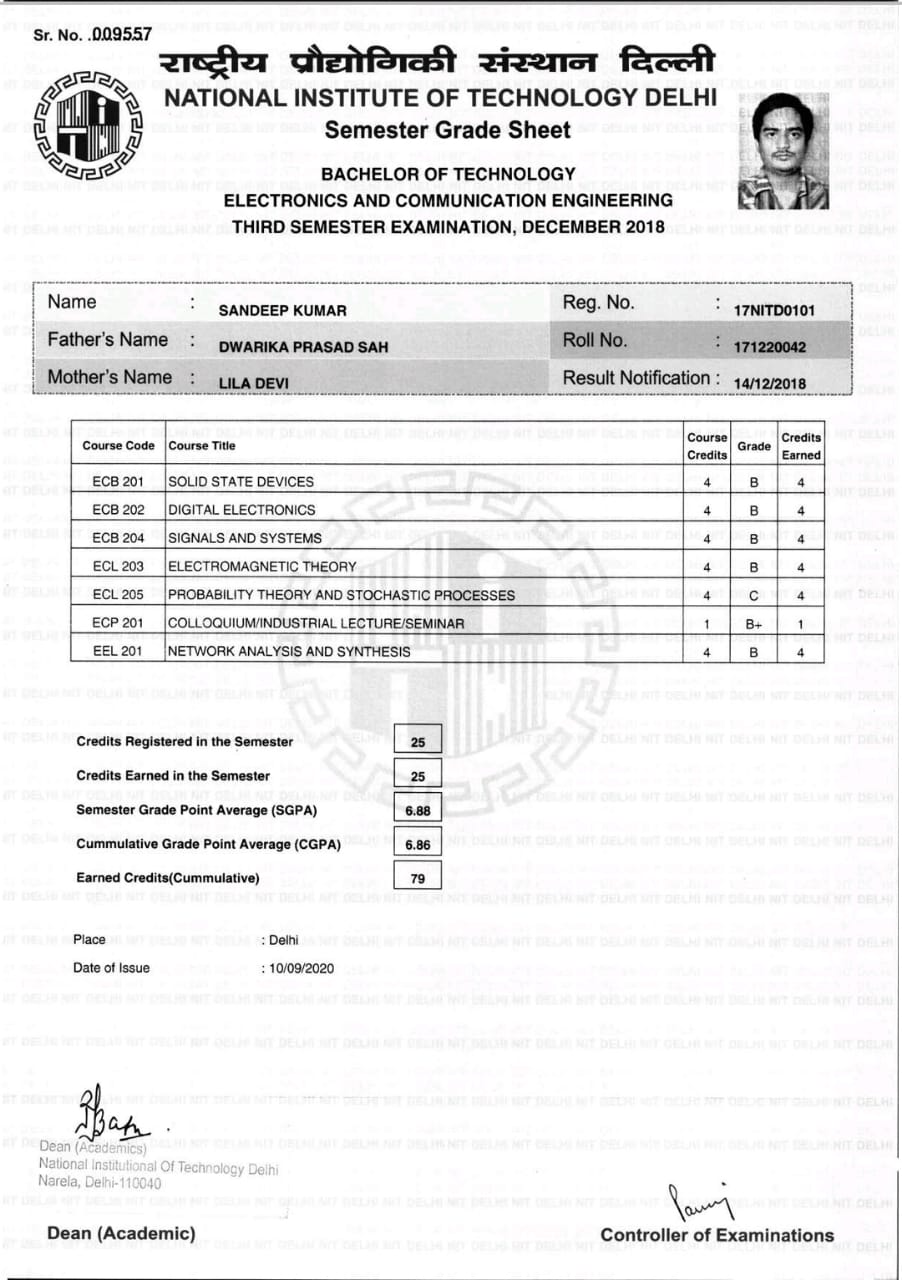 Sr. No. .009557
राष्ट्रीय प्रौद्योगिकी संस्थान दिल्ली
NATIONAL INSTITUTE OF TECHNOLOGY DELHI
Semester Grade Sheet
BACHELOR OF TECHNOLOGY
ELECTRONICS AND COMMUNICATION ENGINEERING
THIRD SEMESTER EXAMINATION, DECEMBER 2018
Name : SANDEEP KUMAR Reg. No. : 17NITD0101
Father's Name : DWARIKA PRASAD SAH Roll No. : 171220042
Mother's Name : LILA DEVI Result Notification : 14/12/2018
Course Code Course Title Course Credits Grade Credits Earned
ECB 201 SOLID STATE DEVICES 4 B 4
ECB 202 DIGITAL ELECTRONICS 4 B 4
ECB 204 SIGNALS AND SYSTEMS 4 B 4
ECL 203 ELECTROMAGNETIC THEORY 4 B 4
ECL 205 PROBABILITY THEORY AND STOCHASTIC PROCESSES 4 C 4
ECP 201 COLLOQUIUM/INDUSTRIAL LECTURE/SEMINAR 1 B+ 1
EEL 201 NETWORK ANALYSIS AND SYNTHESIS 4 B 4
Credits Registered in the Semester 25
Credits Earned in the Semester 25
Semester Grade Point Average (SGPA) 6.88
Cummulative Grade Point Average (CGPA) 6.86
Earned Credits(Cummulative) 79
Place : Delhi
Date of Issue : 10/09/2020
Dean (Academics)
National Institutional Of Technology Delhi
Narela, Delhi-110040
Dean (Academic)
Controller of Examinations